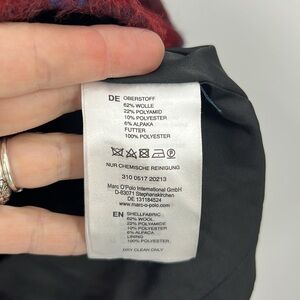 DE OBERSTOFF
62% WOLLE
22% POLYAMID
10% POLYESTER
6% ALPAKA
FUTTER
100% POLYESTER
NUR CHEMISCHE REINIGUNG
310 0517 20213
Marc O'Polo International GmbH
D-83071 Stephanskirchen
DE 131184524
www.marc-o-polo.com
EN SHELLFABRIC
62% WOOL
22% POLYAMIDE
10% POLYESTER
6% ALPACA
LINING
100% POLYESTER
DRY CLEAN ONLY